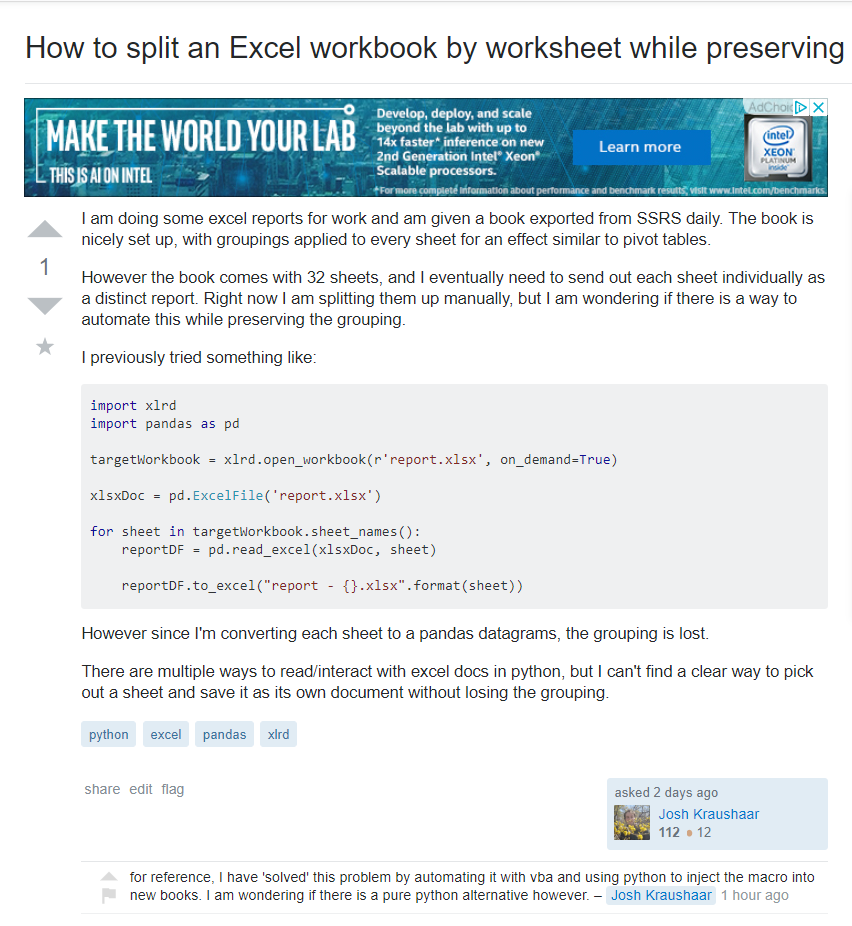 How to split an Excel workbook by worksheet while preserving
MAKE THE WORLD YOUR LAB
THIS IS AI ON INTEL
Develop, deploy, and scale
beyond the lab with up to
14x faster* inference on new
2nd Generation Intel® Xeon®
Scalable processors.
Learn more
AdChoic
intel
XEON
PLATINUM
inside
*For more complete information about performance and benchmark results, visit www.intel.com/benchmarks.
I am doing some excel reports for work and am given a book exported from SSRS daily. The book is
nicely set up, with groupings applied to every sheet for an effect similar to pivot tables.
1
However the book comes with 32 sheets, and I eventually need to send out each sheet individually as
a distinct report. Right now I am splitting them up manually, but I am wondering if there is a way to
automate this while preserving the grouping.
I previously tried something like:
import xlrd
import pandas as pd
targetWorkbook = xlrd.open_workbook(r'report.xlsx', on_demand=True)
xlsxDoc = pd.ExcelFile('report.xlsx')
for sheet in targetWorkbook.sheet_names():
    reportDF = pd.read_excel(xlsxDoc, sheet)
    reportDF.to_excel("report - {}.xlsx".format(sheet))
However since I'm converting each sheet to a pandas datagrams, the grouping is lost.
There are multiple ways to read/interact with excel docs in python, but I can't find a clear way to pick
out a sheet and save it as its own document without losing the grouping.
python excel pandas xlrd
share edit flag
asked 2 days ago
Josh Kraushaar
112 ● 12
for reference, I have 'solved' this problem by automating it with vba and using python to inject the macro into
new books. I am wondering if there is a pure python alternative however. – Josh Kraushaar 1 hour ago